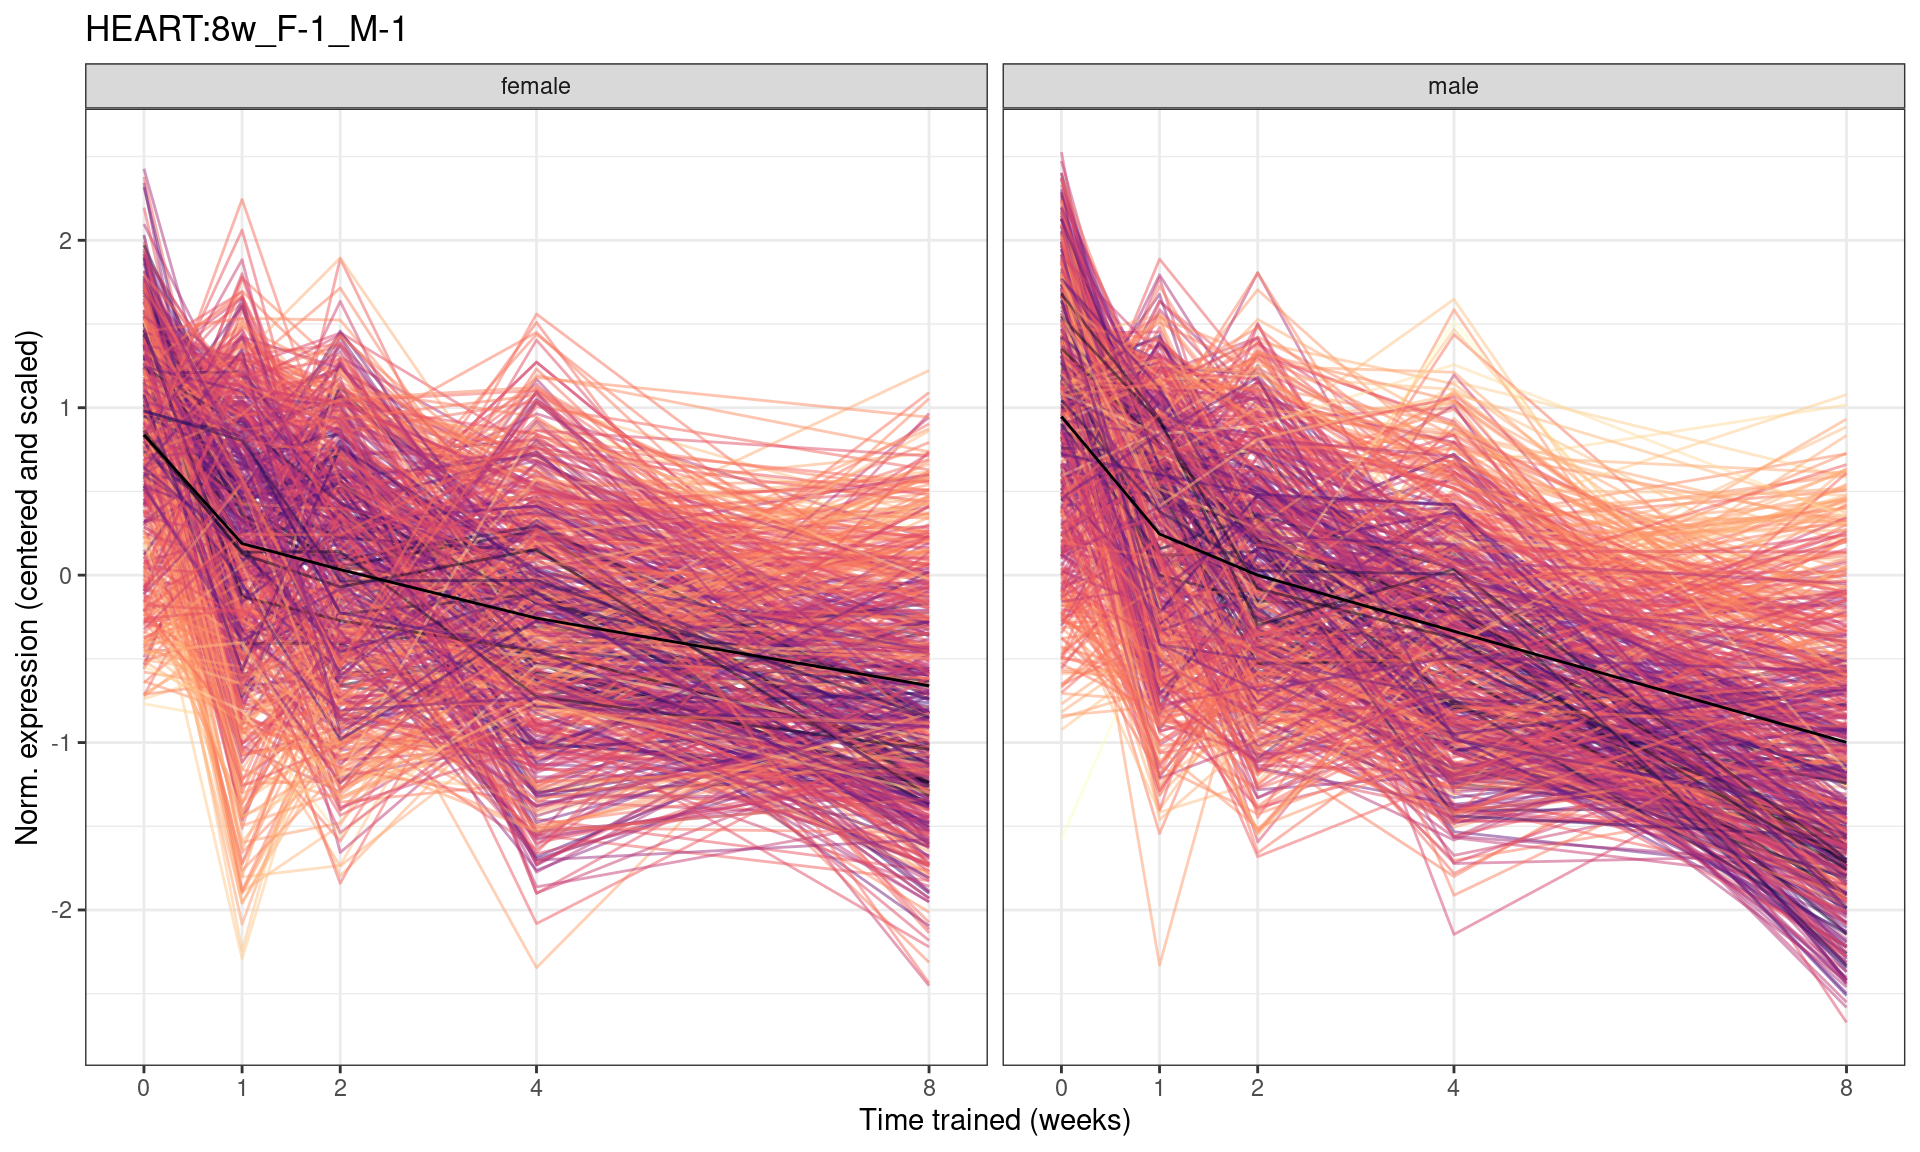 HEART:8w_F-1_M-1
female
male
Norm. expression (centered and scaled)
2
1
0
-1
-2
0 1 2 4 8
0 1 2 4 8
Time trained (weeks)